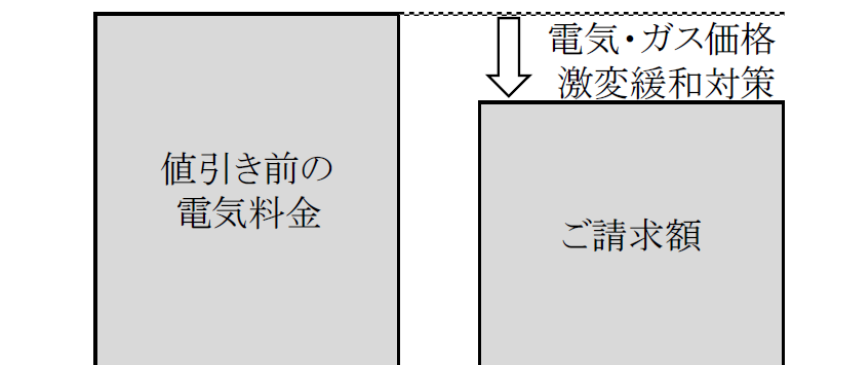 電気・ガス価格
激変緩和対策
値引き前の
電気料金
ご請求額